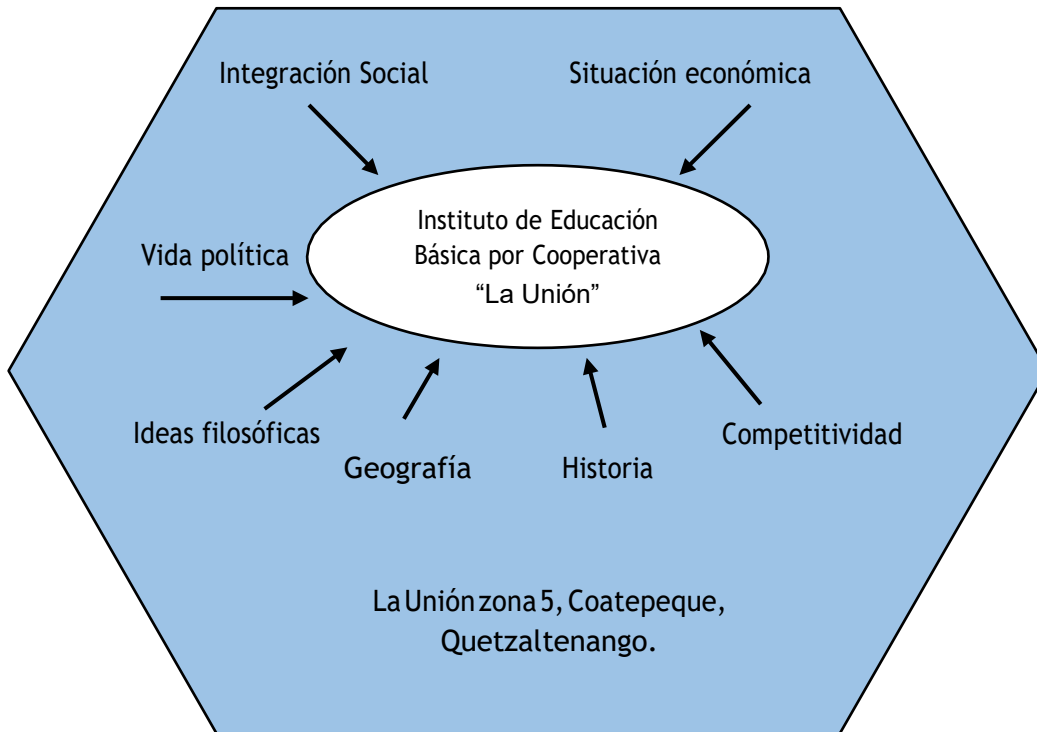 Integración Social
Situación económica
Instituto de Educación
Básica por Cooperativa
“La Unión”
Vida política
Ideas filosóficas
Geografía
Historia
Competitividad
La Unión zona 5, Coatepeque,
Quetzaltenango.